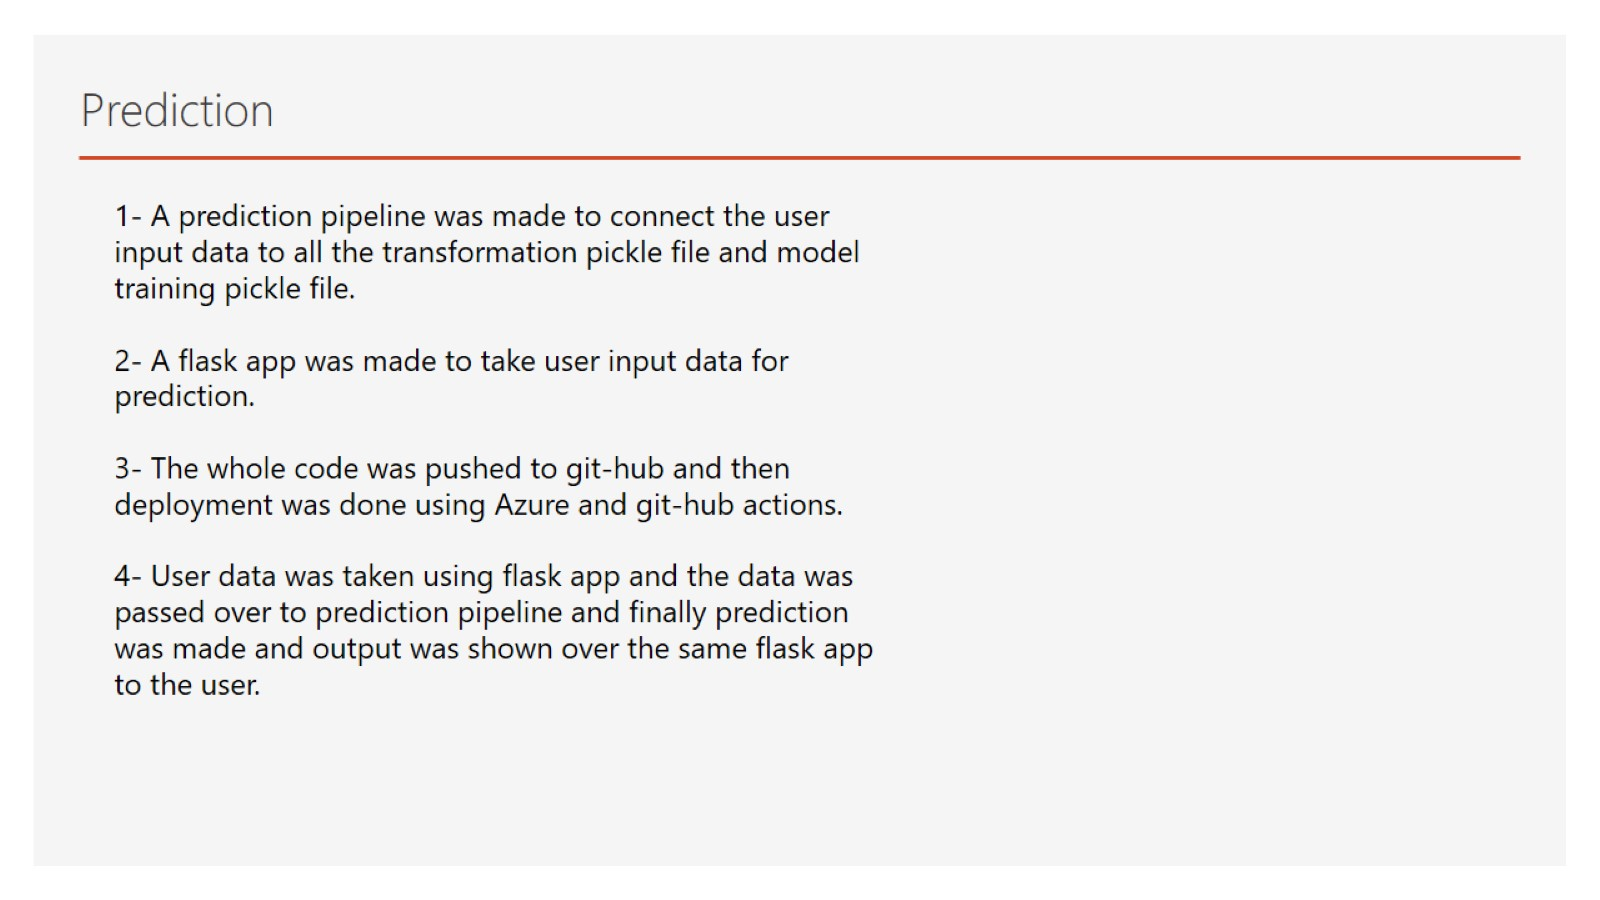 Prediction
1- A prediction pipeline was made to connect the user
input data to all the transformation pickle file and model
training pickle file.
2- A flask app was made to take user input data for
prediction.
3- The whole code was pushed to git-hub and then
deployment was done using Azure and git-hub actions.
4- User data was taken using flask app and the data was
passed over to prediction pipeline and finally prediction
was made and output was shown over the same flask app
to the user.